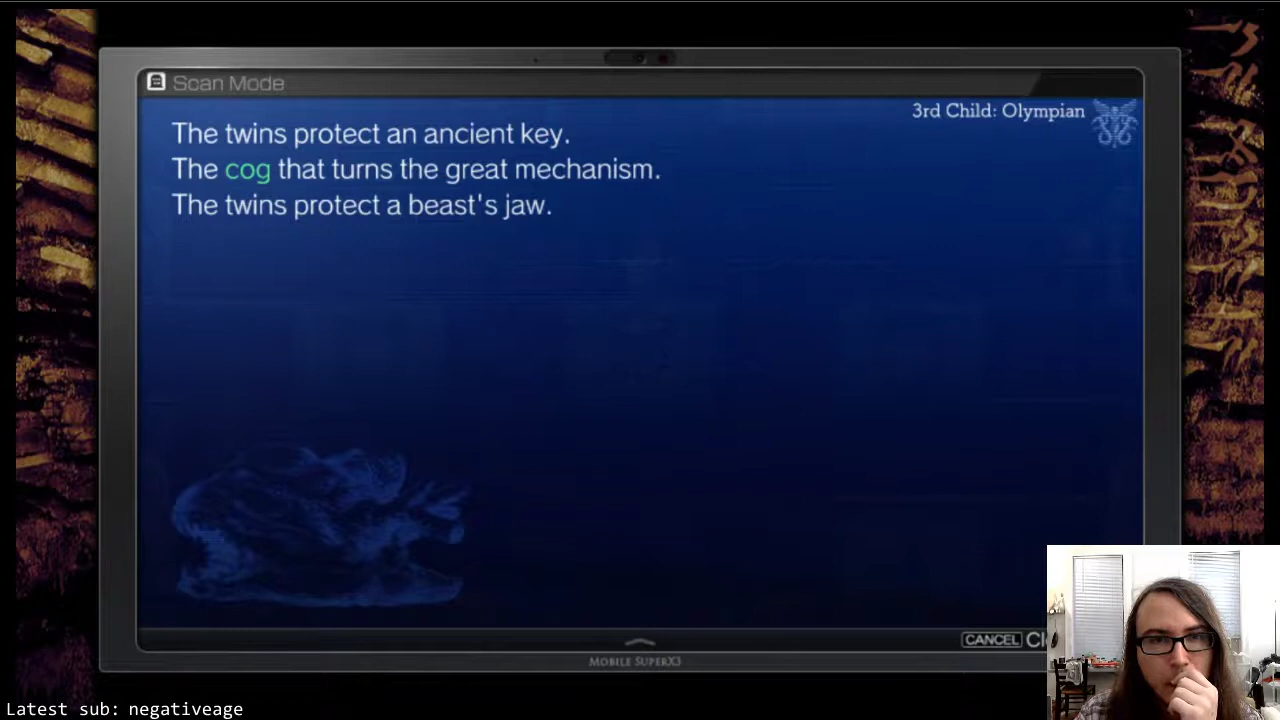 Scan Mode
3rd Child: Olympian
The twins protect an ancient key.
The cog that turns the great mechanism.
The twins protect a beast's jaw.
CANCEL
MOBILE SUPERX3
Latest sub: negativeage